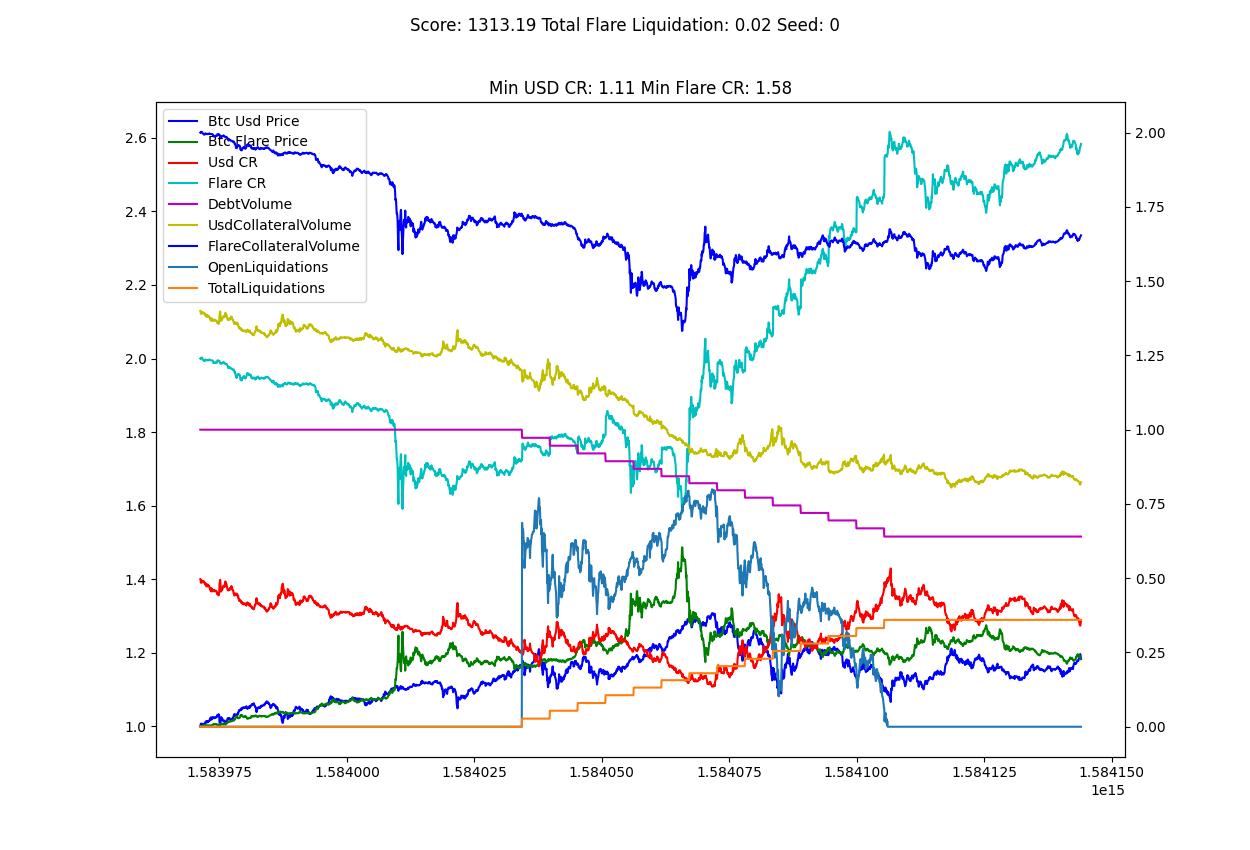 Score: 1313.19 Total Flare Liquidation: 0.02 Seed: 0
Min USD CR: 1.11 Min Flare CR: 1.58
Btc Usd Price
Btc Flare Price
Usd CR
Flare CR
DebtVolume
UsdCollateralVolume
FlareCollateralVolume
OpenLiquidations
TotalLiquidations
2.6
2.4
2.2
2.0
1.8
1.6
1.4
1.2
1.0
2.00
1.75
1.50
1.25
1.00
0.75
0.50
0.25
0.00
1.583975 1.584000 1.584025 1.584050 1.584075 1.584100 1.584125 1.584150
1e15